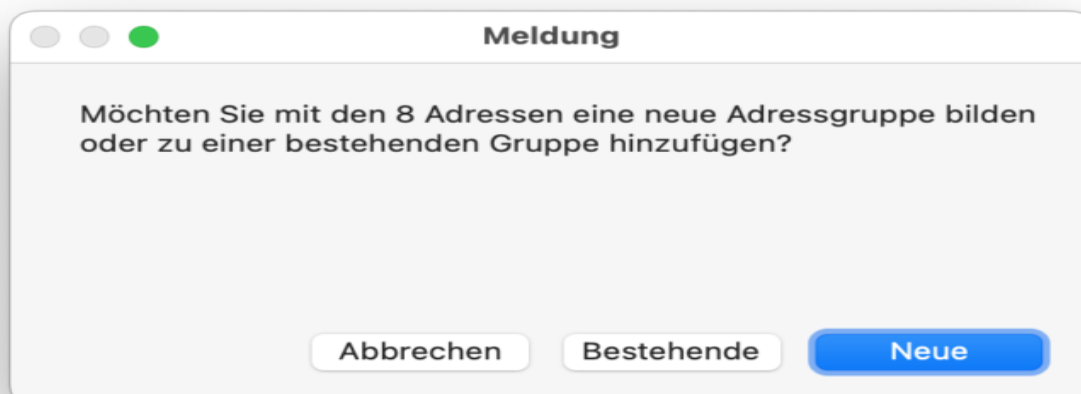 Meldung
Möchten Sie mit den 8 Adressen eine neue Adressgruppe bilden
oder zu einer bestehenden Gruppe hinzufügen?
Abbrechen Bestehende Neue